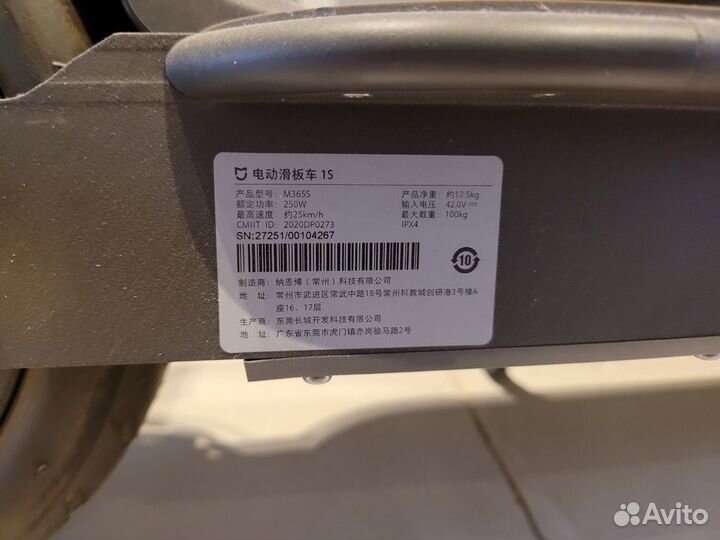 电动滑板车 1S
产品型号: M365S 产品净重: 约12.5kg
额定功率: 250W 输入电压: 42.0V⎓
最高速度: 约25km/h 最大载重: 100kg
CMIIT ID: 2020DP0273 IPX4
SN:27251/00104267
10
制造商: 纳恩博（常州）科技有限公司
地 址: 常州市武进区常武中路18号常州科教城创研港3号楼A
座16、17层
生产商: 东莞长城开发科技有限公司
地 址: 广东省东莞市虎门镇赤岗骏马路2号
Avito